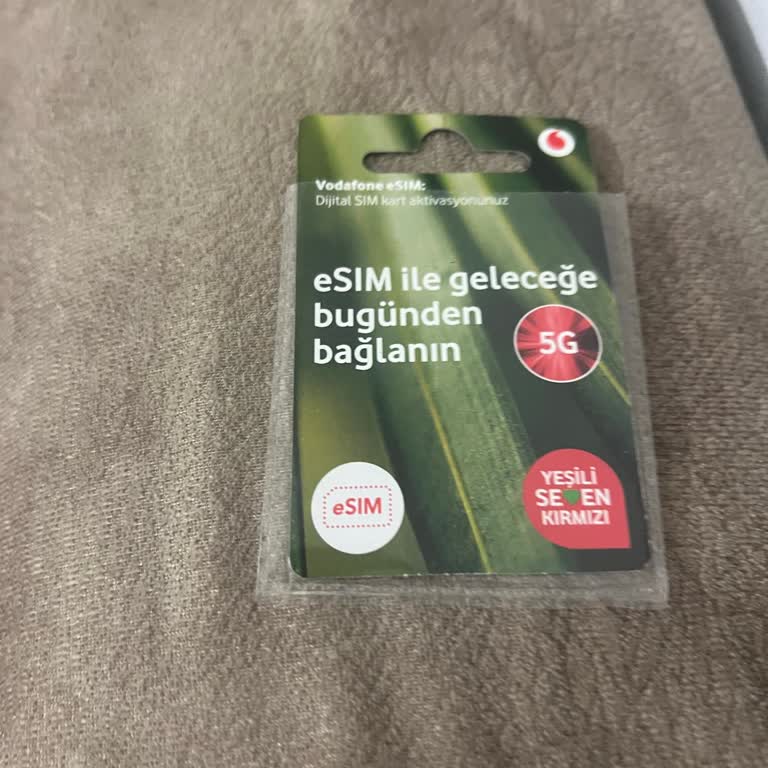 Vodafone eSIM:
Dijital SIM kart aktivasyonunuz
eSIM ile geleceğe
bugünden
bağlanın
5G
eSIM
YEŞİLİ
SEVEN
KIRMIZI